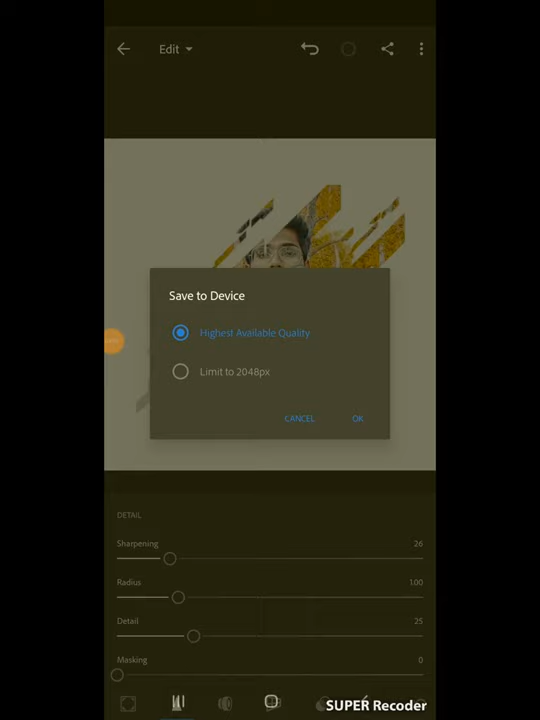 Edit
Save to Device
Highest Available Quality
Limit to 2048px
CANCEL OK
DETAIL
Sharpening 26
Radius 1.00
Detail 25
Masking 0
SUPER Recoder